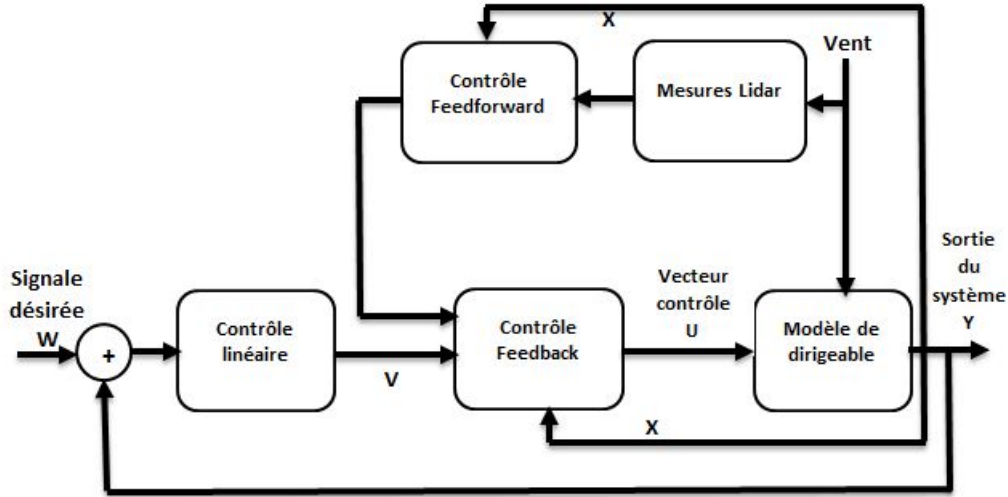 X
Vent
Contrôle
Feedforward
Mesures Lidar
Signale
désirée
W
+
Contrôle
linéaire
V
Contrôle
Feedback
Vecteur
contrôle
U
Modèle de
dirigeable
Sortie
du
système
Y
X